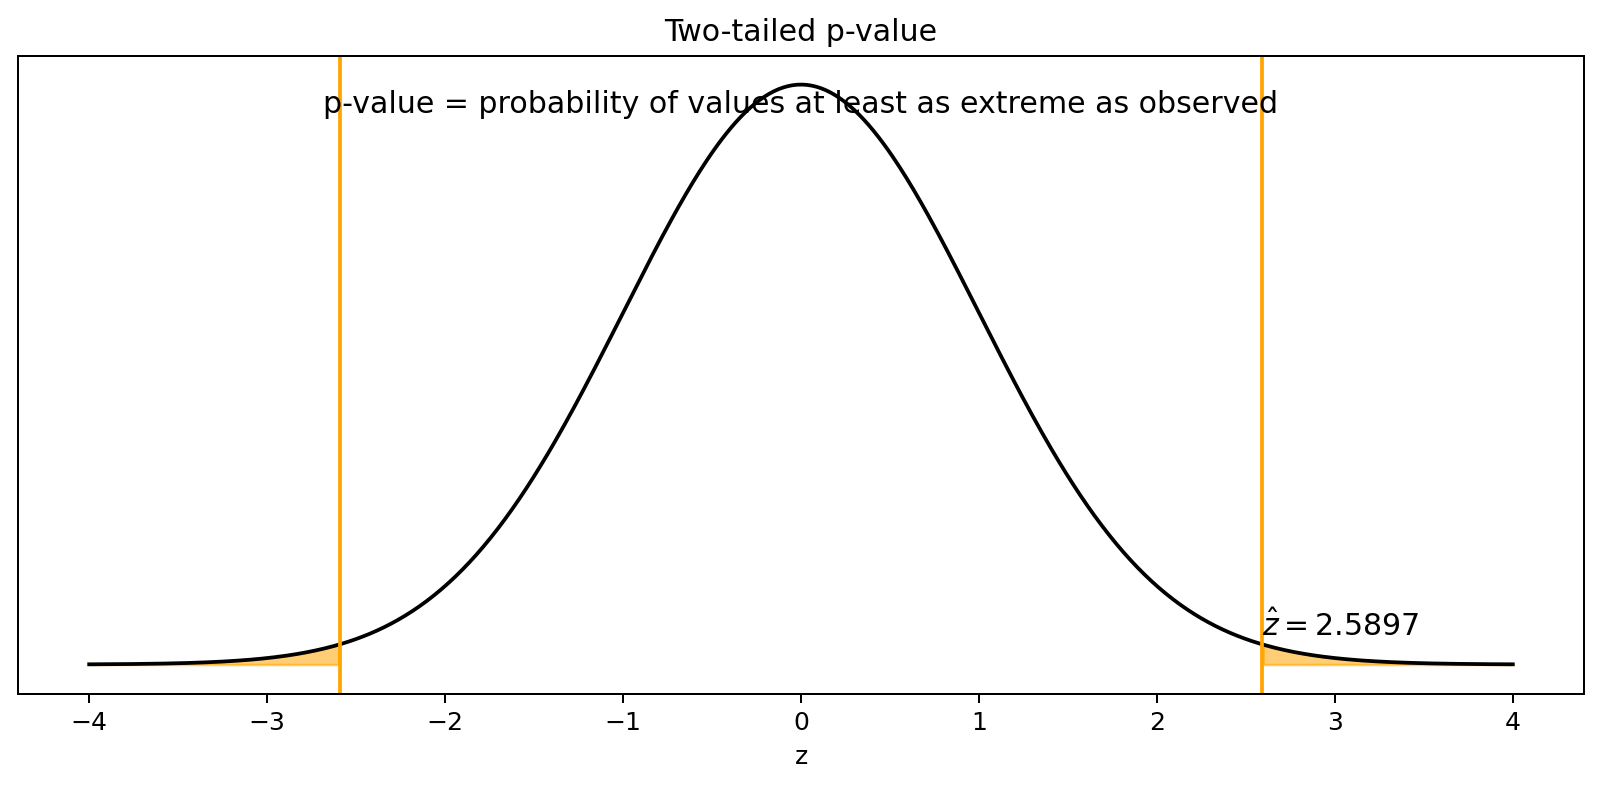 Two-tailed p-value
p-value = probability of values at least as extreme as observed
ẑ = 2.5897
−4 −3 −2 −1 0 1 2 3 4
z